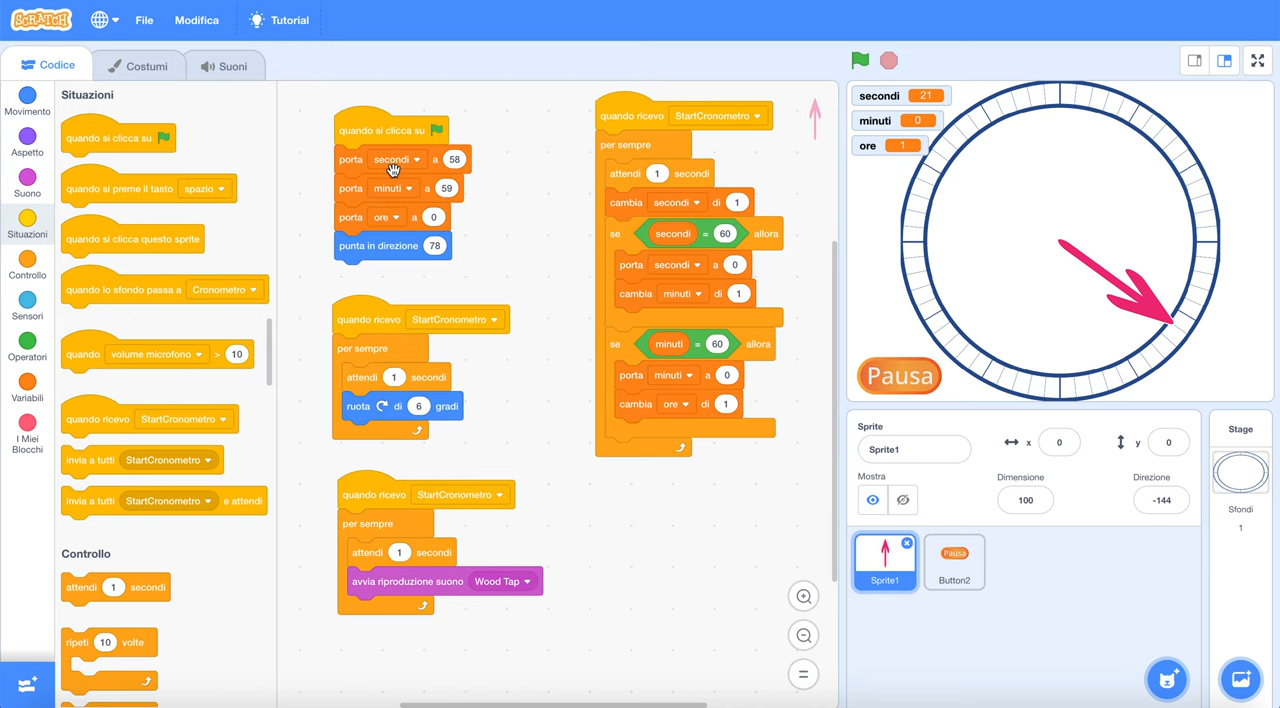 SCRATCH
File
Modifica
Tutorial
Codice
Costumi
Suoni
Movimento
Aspetto
Suono
Situazioni
Controllo
Sensori
Operatori
Variabili
I Miei
Blocchi
Situazioni
quando si clicca su
quando si preme il tasto spazio
quando si clicca questo sprite
quando lo sfondo passa a Cronometro
quando volume microfono > 10
quando ricevo StartCronometro
invia a tutti StartCronometro
invia a tutti StartCronometro e attendi
Controllo
attendi 1 secondi
ripeti 10 volte
quando si clicca su
porta secondi a 58
porta minuti a 59
porta ore a 0
punta in direzione 78
quando ricevo StartCronometro
per sempre
attendi 1 secondi
ruota di 6 gradi
quando ricevo StartCronometro
per sempre
attendi 1 secondi
avvia riproduzione suono Wood Tap
quando ricevo StartCronometro
per sempre
attendi 1 secondi
cambia secondi di 1
se secondi = 60 allora
porta secondi a 0
cambia minuti di 1
se minuti = 60 allora
porta minuti a 0
cambia ore di 1
secondi 21
minuti 0
ore 1
Pausa
Sprite
Sprite1
x 0
y 0
Mostra
Dimensione
100
Direzione
-144
Sprite1
Pausa
Button2
Stage
Sfondi
1